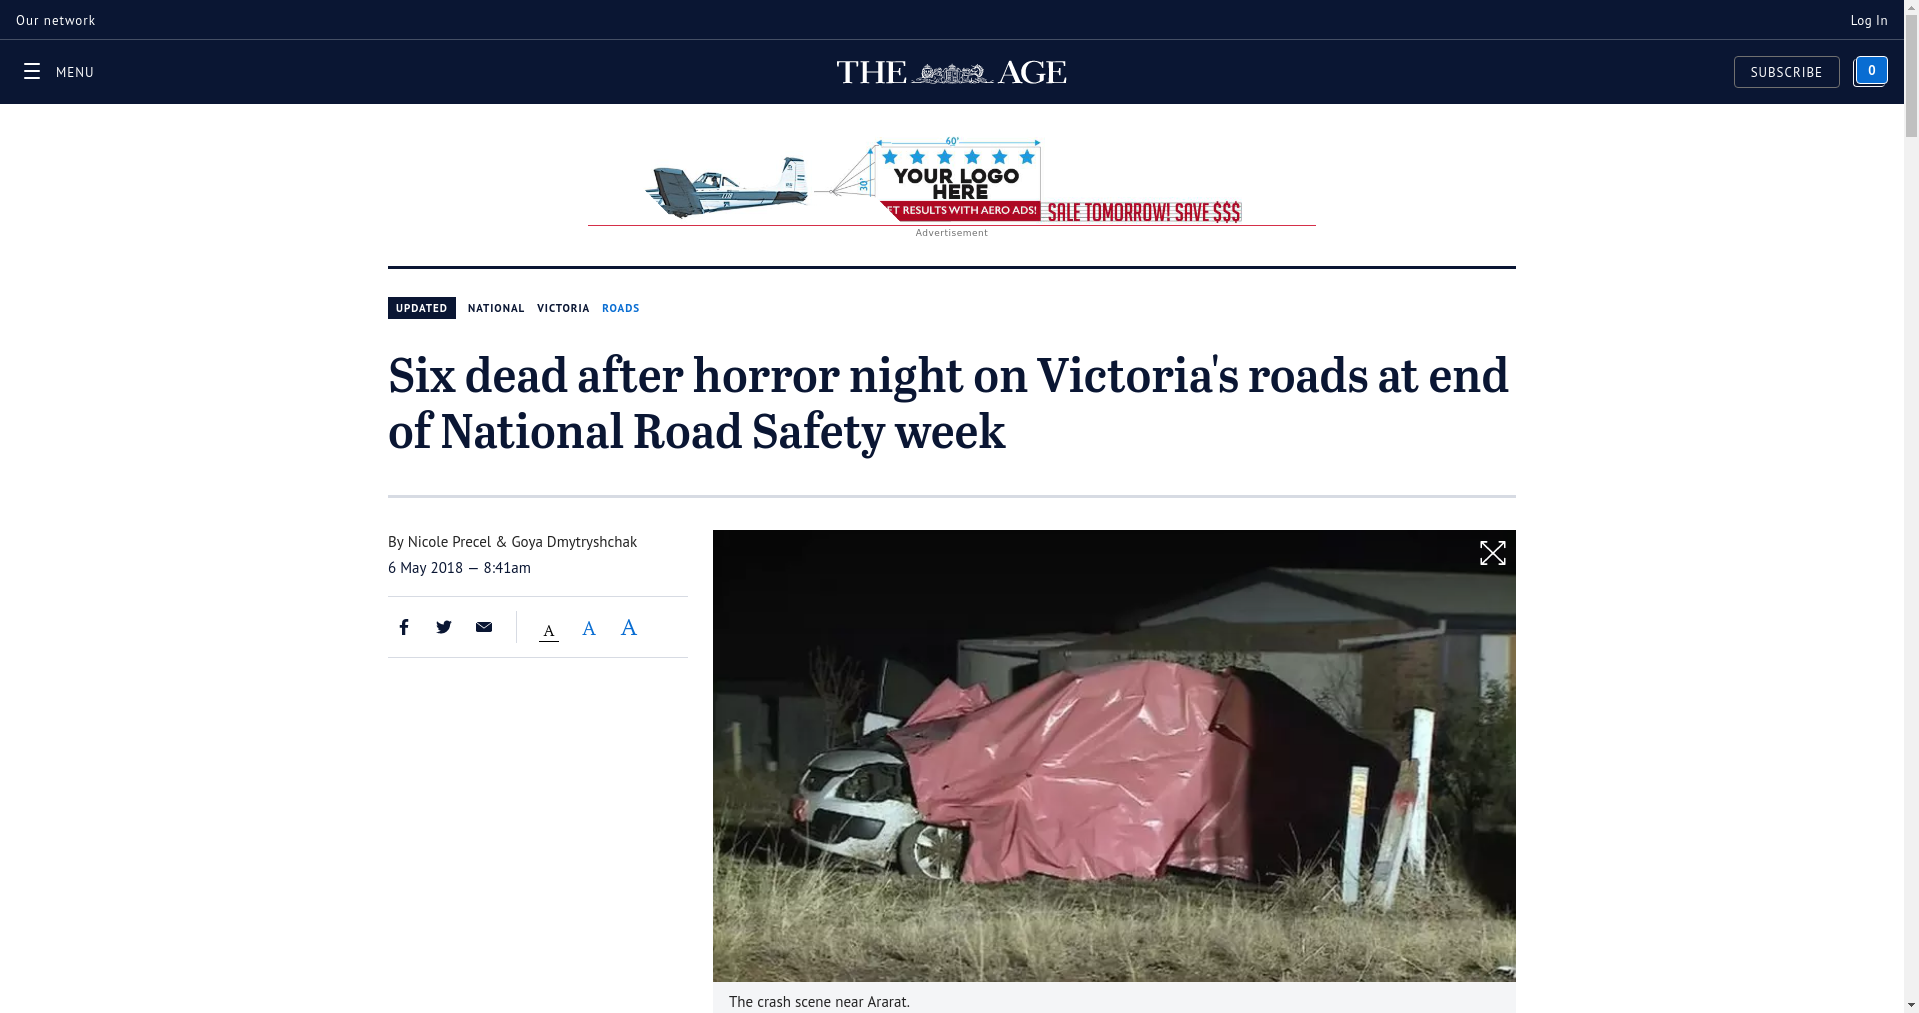 Our network
Log In
MENU
THE AGE
SUBSCRIBE
0
60'
30'
YOUR LOGO
HERE
ET RESULTS WITH AERO ADS!
SALE TOMORROW! SAVE $$$
Advertisement
UPDATED NATIONAL VICTORIA ROADS
Six dead after horror night on Victoria's roads at end
of National Road Safety week
By Nicole Precel & Goya Dmytryshchak
6 May 2018 — 8:41am
A A A
The crash scene near Ararat.